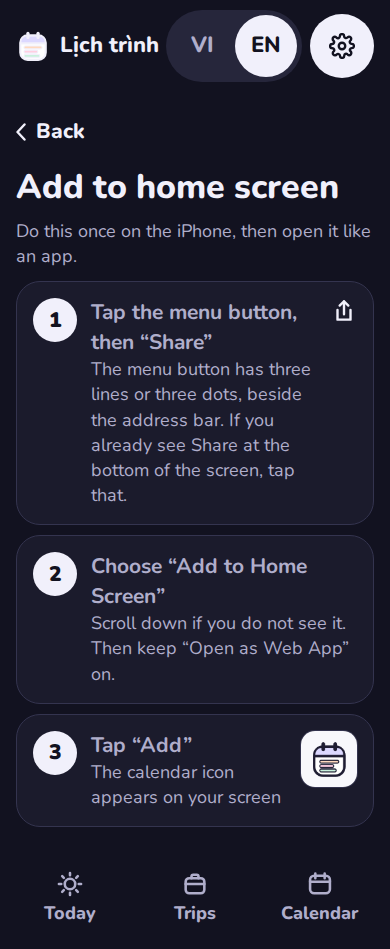 Lịch trình
VI
EN
Back
Add to home screen
Do this once on the iPhone, then open it like
an app.
1
Tap the menu button,
then “Share”
The menu button has three
lines or three dots, beside
the address bar. If you
already see Share at the
bottom of the screen, tap
that.
2
Choose “Add to Home
Screen”
Scroll down if you do not see it.
Then keep “Open as Web App”
on.
3
Tap “Add”
The calendar icon
appears on your screen
Today
Trips
Calendar